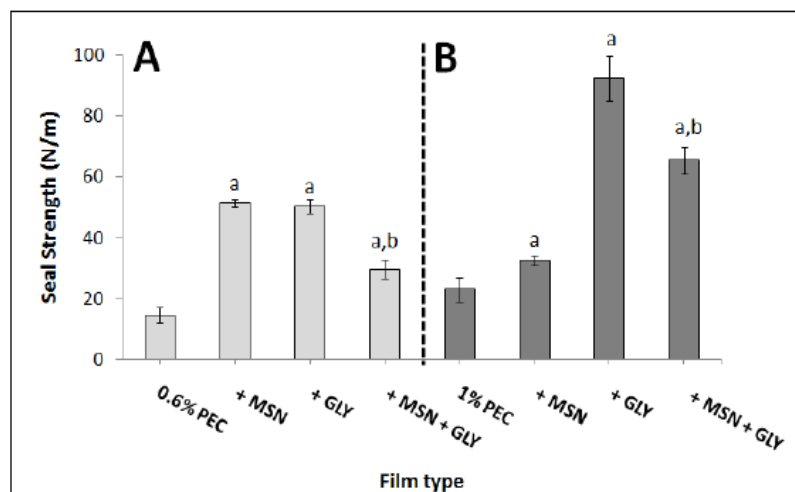 A
B
Seal Strength (N/m)
100
80
60
40
20
0
a
a
a,b
a
a
a,b
0.6% PEC
+ MSN
+ GLY
+ MSN + GLY
1% PEC
+ MSN
+ GLY
+ MSN + GLY
Film type